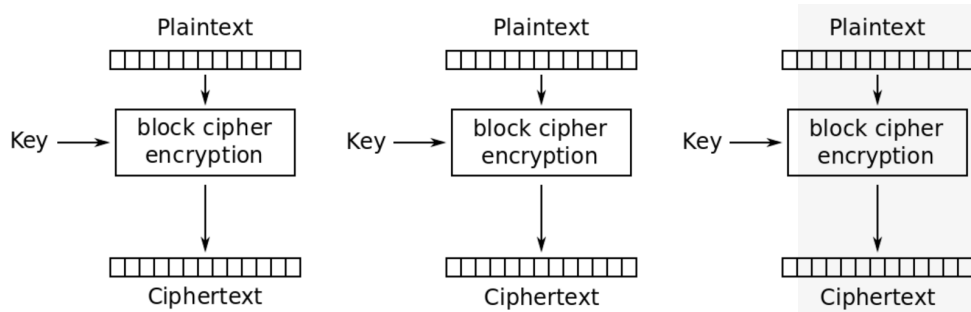 Plaintext
Plaintext
Plaintext
Key
block cipher
encryption
Key
block cipher
encryption
Key
block cipher
encryption
Ciphertext
Ciphertext
Ciphertext